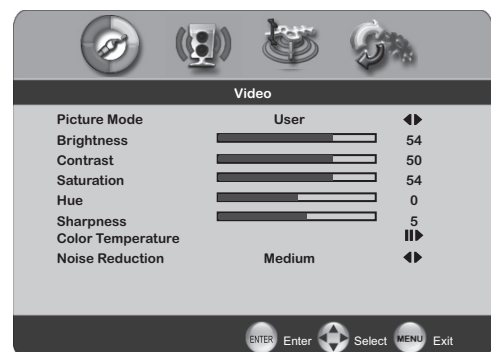 Video
Picture Mode User
Brightness 54
Contrast 50
Saturation 54
Hue 0
Sharpness 5
Color Temperature
Noise Reduction Medium
ENTER Enter Select MENU Exit